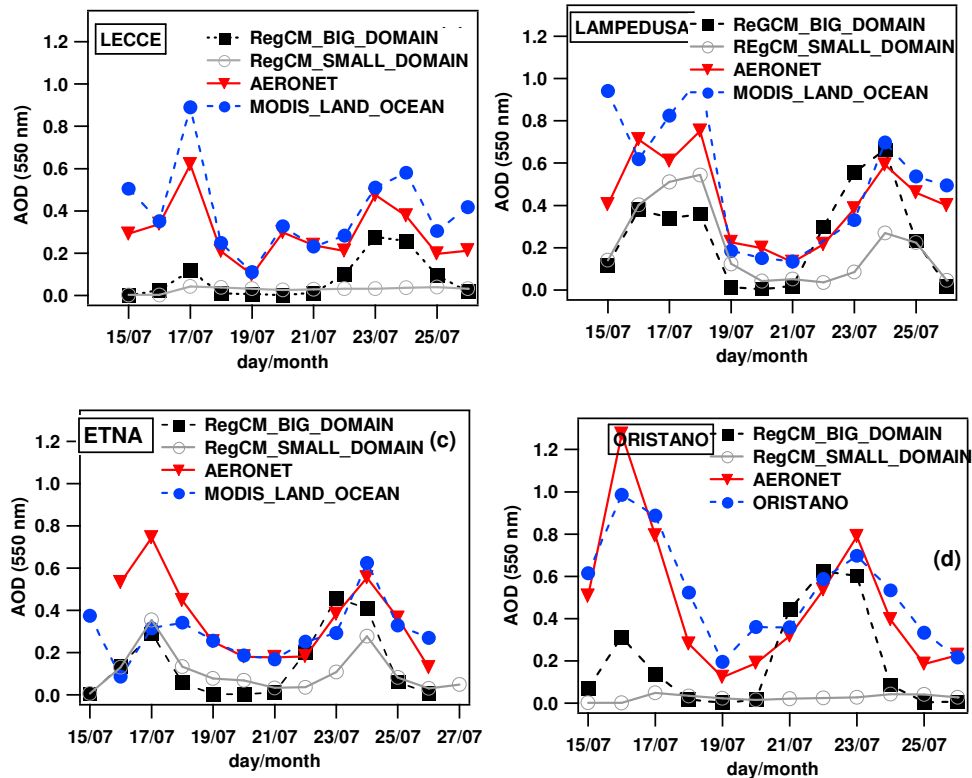 LECCE
RegCM_BIG_DOMAIN
RegCM_SMALL_DOMAIN
AERONET
MODIS_LAND_OCEAN
AOD (550 nm)
1.2
1.0
0.8
0.6
0.4
0.2
0.0
15/07 17/07 19/07 21/07 23/07 25/07
day/month
LAMPEDUSA
ReGCM_BIG_DOMAIN
REgCM_SMALL_DOMAIN
AERONET
MODIS_LAND_OCEAN
AOD (550 nm)
1.2
1.0
0.8
0.6
0.4
0.2
0.0
15/07 17/07 19/07 21/07 23/07 25/07
day/month
ETNA
(c)
RegCM_BIG_DOMAIN
RegCM_SMALL_DOMAIN
AERONET
MODIS_LAND_OCEAN
AOD (550 nm)
1.2
1.0
0.8
0.6
0.4
0.2
0.0
15/07 17/07 19/07 21/07 23/07 25/07 27/07
day/month
ORISTANO
RegCM_BIG_DOMAIN
RegCM_SMALL_DOMAIN
AERONET
ORISTANO
(d)
AOD (550 nm)
1.2
1.0
0.8
0.6
0.4
0.2
0.0
15/07 17/07 19/07 21/07 23/07 25/07
day/month